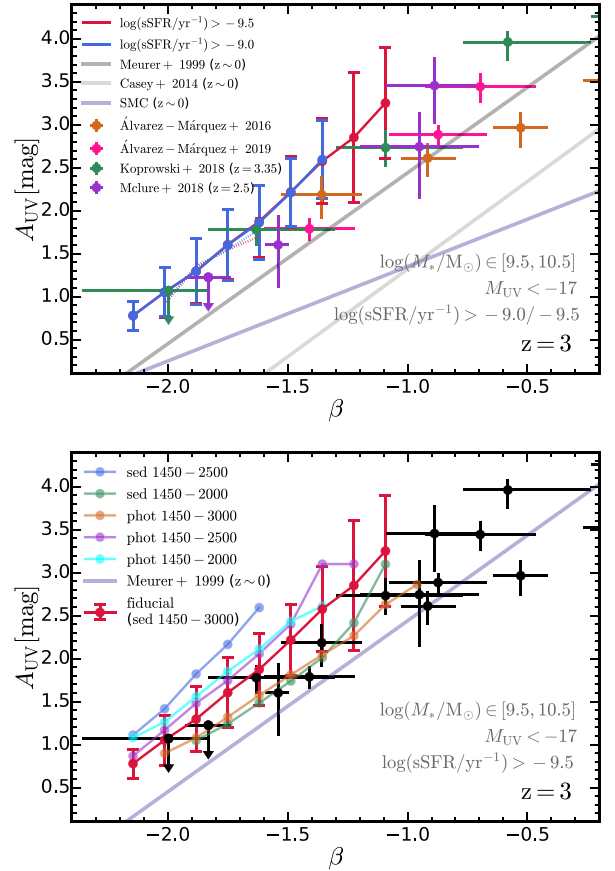 log(sSFR/yr⁻¹) > −9.5
log(sSFR/yr⁻¹) > −9.0
Meurer+ 1999 (z∼0)
Casey+ 2014 (z∼0)
SMC (z∼0)
Álvarez−Márquez+ 2016
Álvarez−Márquez+ 2019
Koprowski+ 2018 (z=3.35)
Mclure+ 2018 (z=2.5)
4.0
3.5
3.0
2.5
2.0
1.5
1.0
0.5
A_UV[mag]
log(M*/M⊙) ∈ [9.5, 10.5]
M_UV < −17
log(sSFR/yr⁻¹) > −9.0/−9.5
z = 3
−2.0 −1.5 −1.0 −0.5
β
sed 1450−2500
sed 1450−2000
phot 1450−3000
phot 1450−2500
phot 1450−2000
Meurer+ 1999 (z∼0)
fiducial
(sed 1450−3000)
4.0
3.5
3.0
2.5
2.0
1.5
1.0
0.5
A_UV[mag]
log(M*/M⊙) ∈ [9.5, 10.5]
M_UV < −17
log(sSFR/yr⁻¹) > −9.5
z = 3
−2.0 −1.5 −1.0 −0.5
β